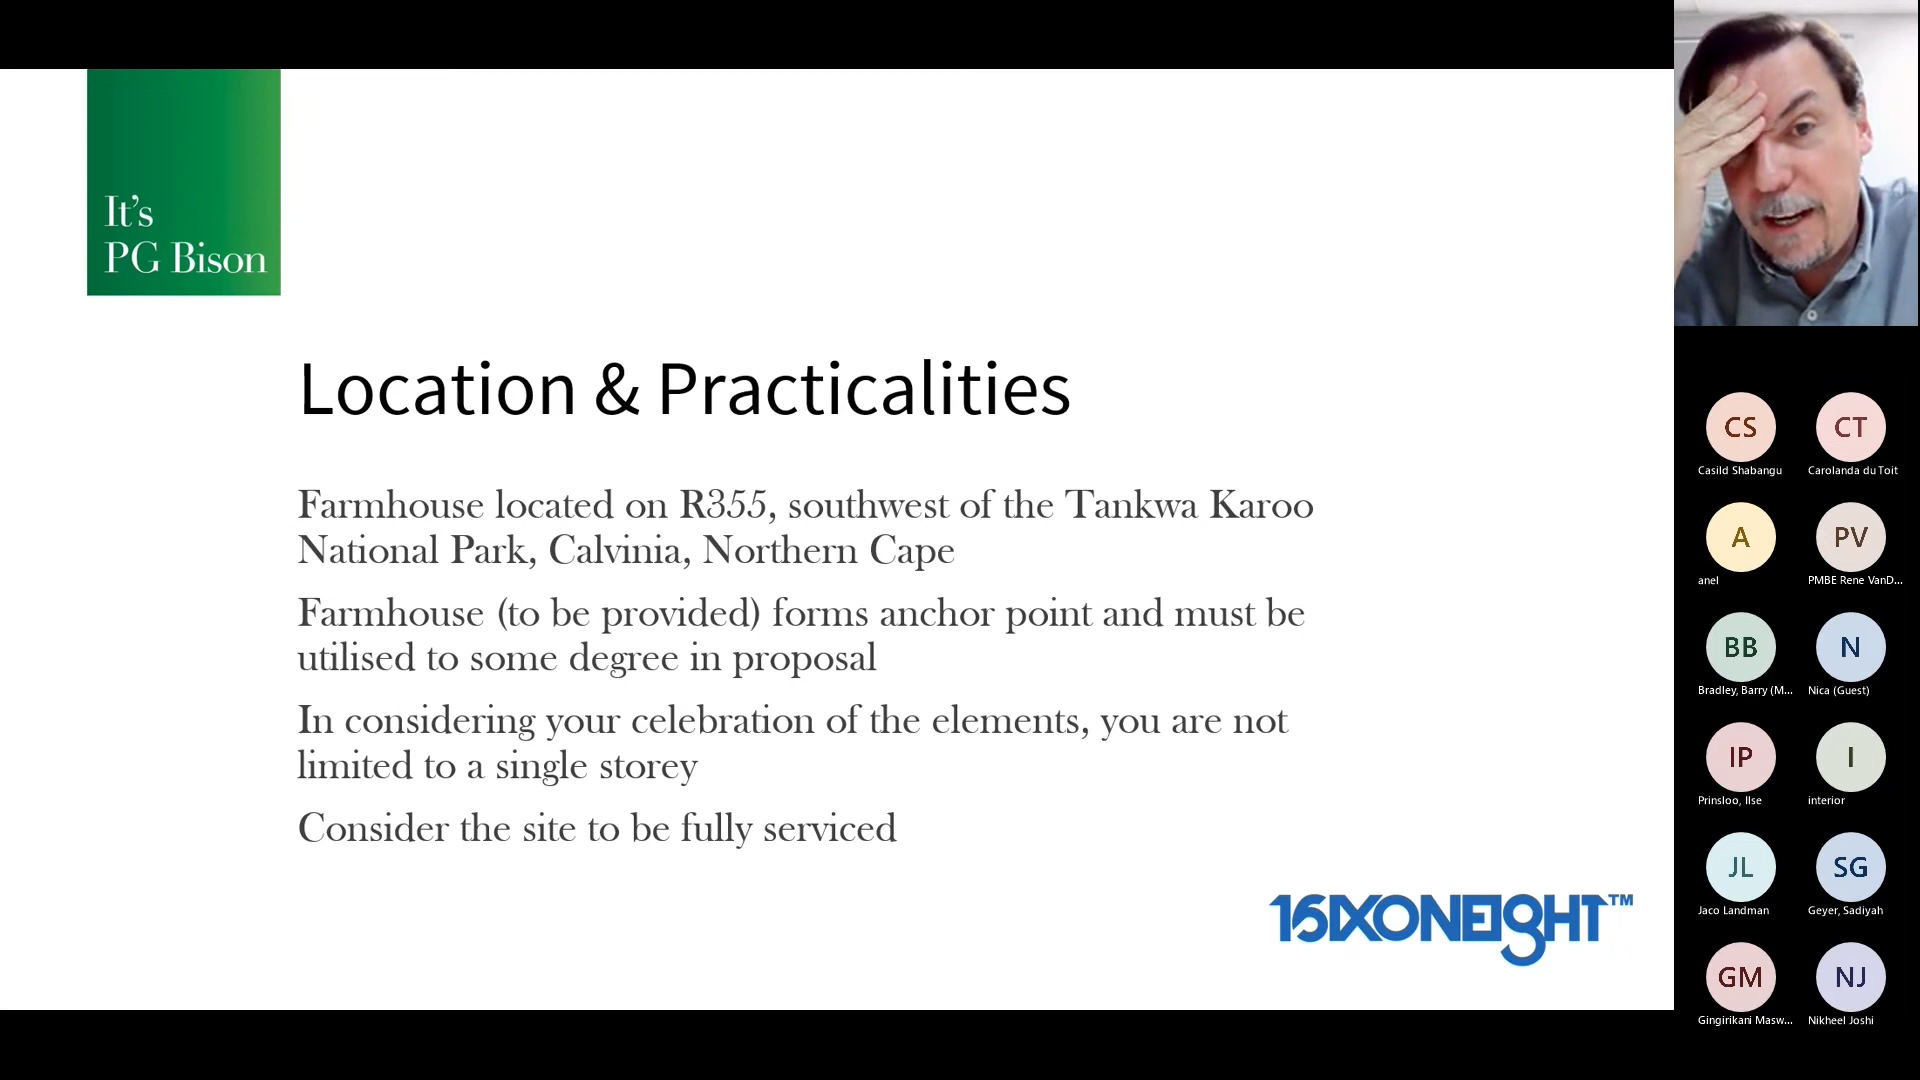 It's
PG Bison
Location & Practicalities
Farmhouse located on R355, southwest of the Tankwa Karoo
National Park, Calvinia, Northern Cape
Farmhouse (to be provided) forms anchor point and must be
utilised to some degree in proposal
In considering your celebration of the elements, you are not
limited to a single storey
Consider the site to be fully serviced
16IXONEIGHT™
CS
CT
Casild Shabangu
Carolanda du Toit
A
PV
anel
PMBE Rene VanD...
BB
N
Bradley, Barry (M...
Nica (Guest)
IP
I
Prinsloo, Ilse
interior
JL
SG
Jaco Landman
Geyer, Sadiyah
GM
NJ
Gingirikani Masw...
Nikheel Joshi